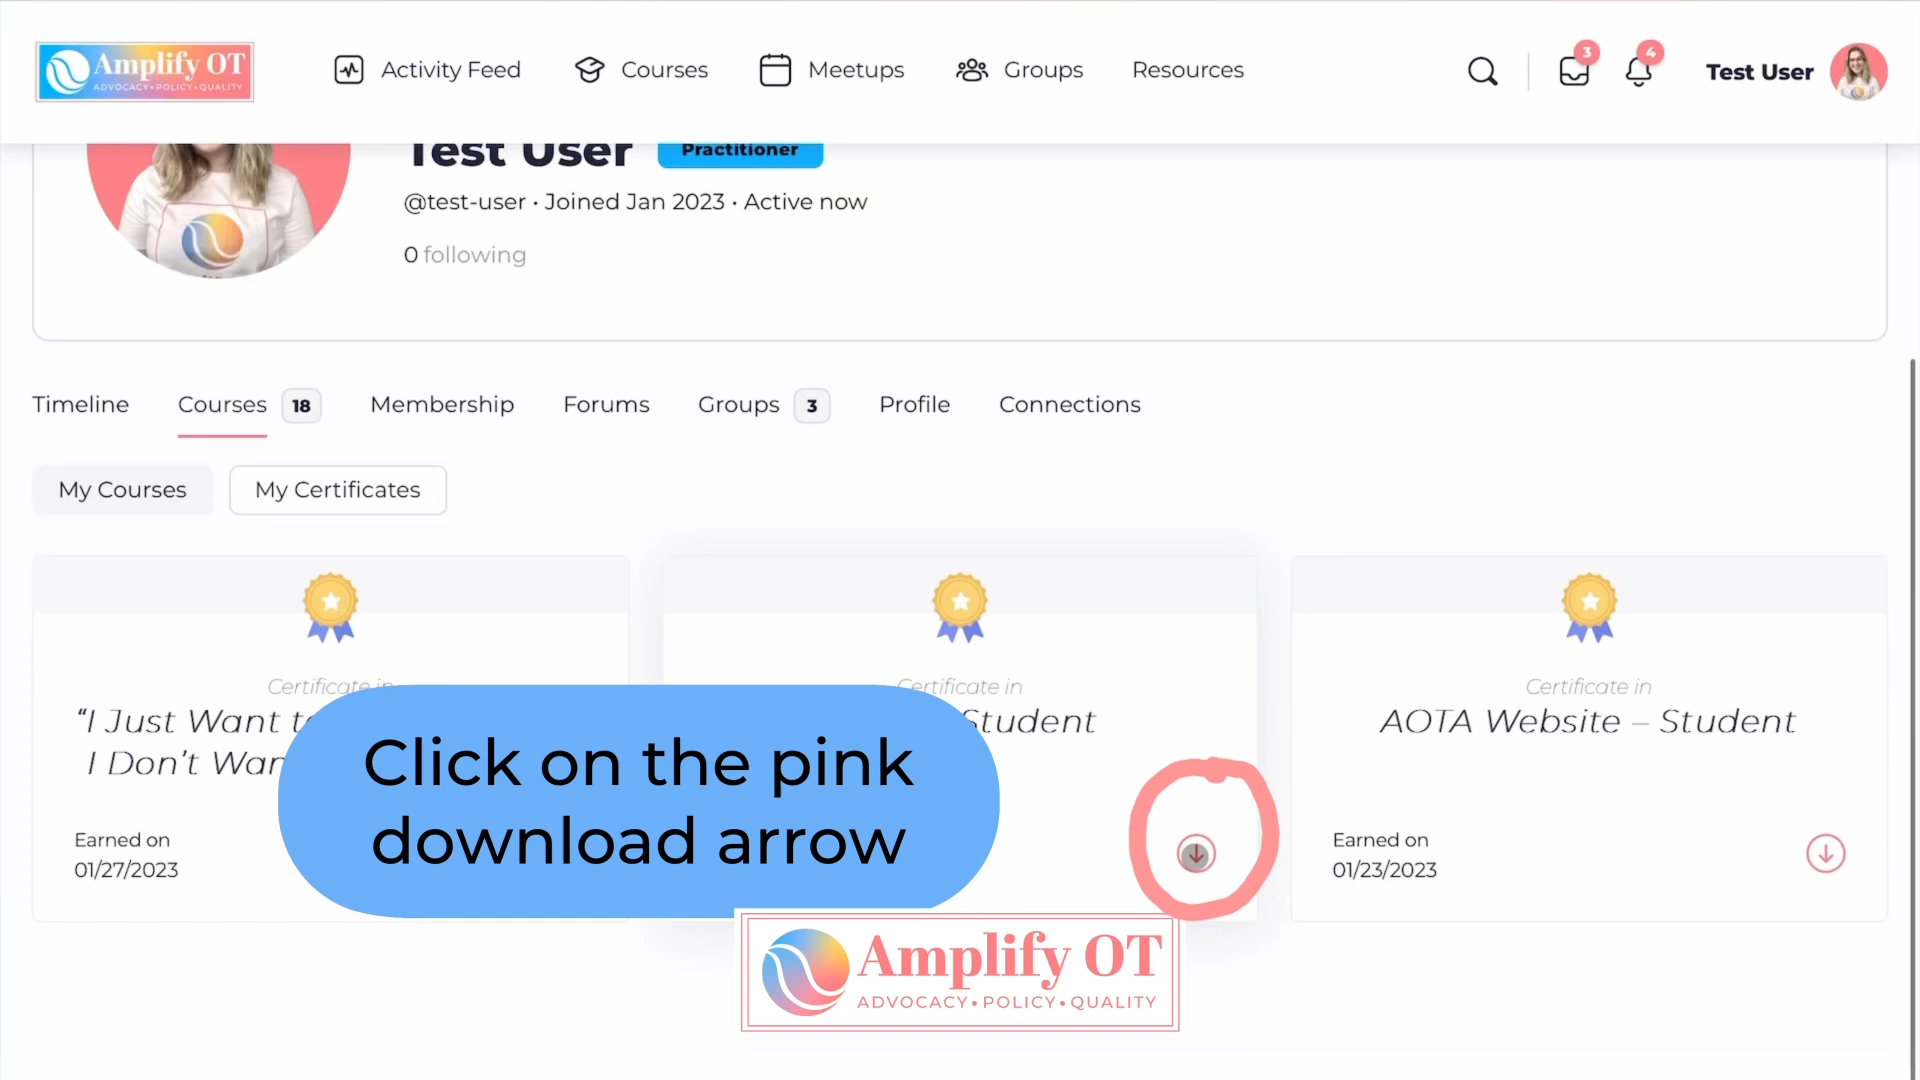 Amplify OT
ADVOCACY•POLICY•QUALITY
Activity Feed
Courses
Meetups
Groups
Resources
3
4
Test User
Test User
Practitioner
@test-user • Joined Jan 2023 • Active now
0 following
Timeline
Courses 18
Membership
Forums
Groups 3
Profile
Connections
My Courses
My Certificates
Certificate in
“I Just Want
I Don’t
Earned on
01/27/2023
Certificate in
Student
Certificate in
AOTA Website – Student
Earned on
01/23/2023
Click on the pink
download arrow
Amplify OT
ADVOCACY•POLICY•QUALITY